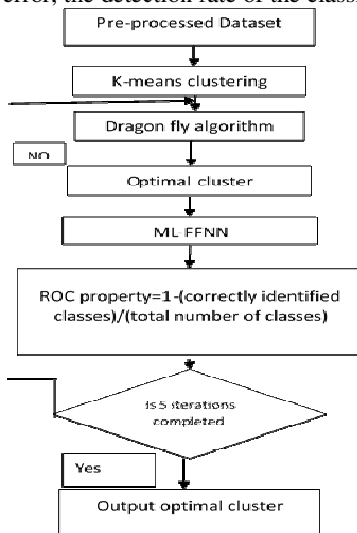 error, the detection rate of the class
Pre-processed Dataset
K-means clustering
Dragon fly algorithm
NO
Optimal cluster
ML FFNN
ROC property=1-(correctly identified
classes)/(total number of classes)
Is 5 iterations
completed
Yes
Output optimal cluster